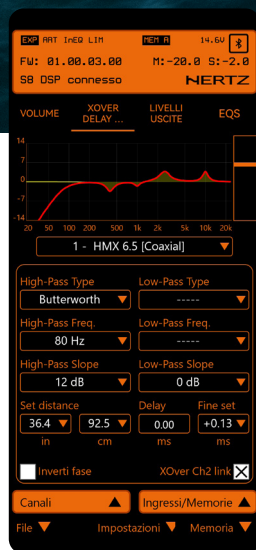 EXP ART InEQ LIM MEM A 14.6V
FW: 01.00.03.00 M:-20.0 S:-2.0
S8 DSP connesso HERTZ
VOLUME XOVER DELAY ... LIVELLI USCITE EQS
14
7
0
-7
-14
20 50 100 200 500 1k 2k 5k 10k 20k
1 - HMX 6.5 [Coaxial]
High-Pass Type Low-Pass Type
Butterworth -----
High-Pass Freq. Low-Pass Freq.
80 Hz -----
High-Pass Slope Low-Pass Slope
12 dB 0 dB
Set distance Delay Fine set
36.4 92.5 0.00 +0.13
in cm ms ms
Inverti fase XOver Ch2 link
Canali Ingressi/Memorie
File Impostazioni Memoria